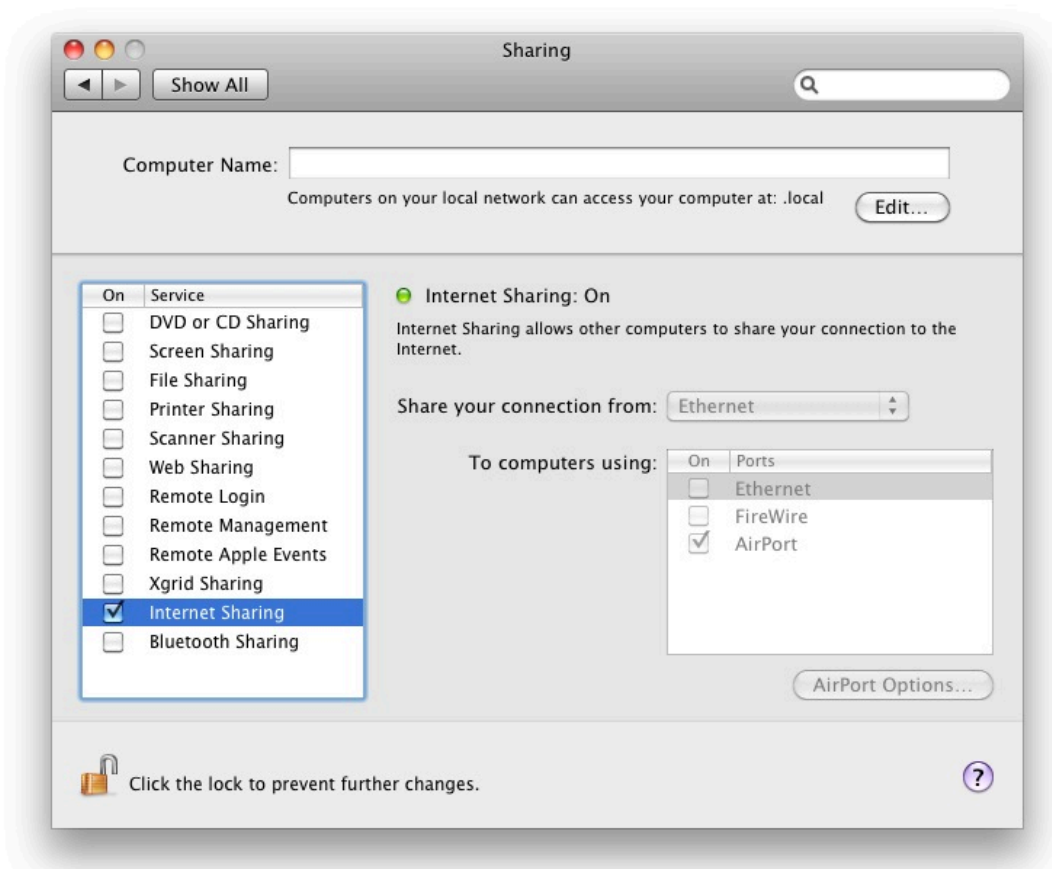 Sharing
Show All
Computer Name:
Computers on your local network can access your computer at: .local
Edit...
On Service
DVD or CD Sharing
Screen Sharing
File Sharing
Printer Sharing
Scanner Sharing
Web Sharing
Remote Login
Remote Management
Remote Apple Events
Xgrid Sharing
Internet Sharing
Bluetooth Sharing
Internet Sharing: On
Internet Sharing allows other computers to share your connection to the
Internet.
Share your connection from: Ethernet
To computers using:
On Ports
Ethernet
FireWire
AirPort
AirPort Options...
Click the lock to prevent further changes.
?